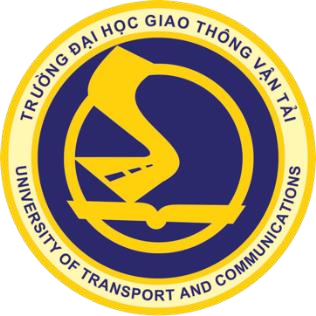 TRƯỜNG ĐẠI HỌC GIAO THÔNG VẬN TẢI
UNIVERSITY OF TRANSPORT AND COMMUNICATIONS